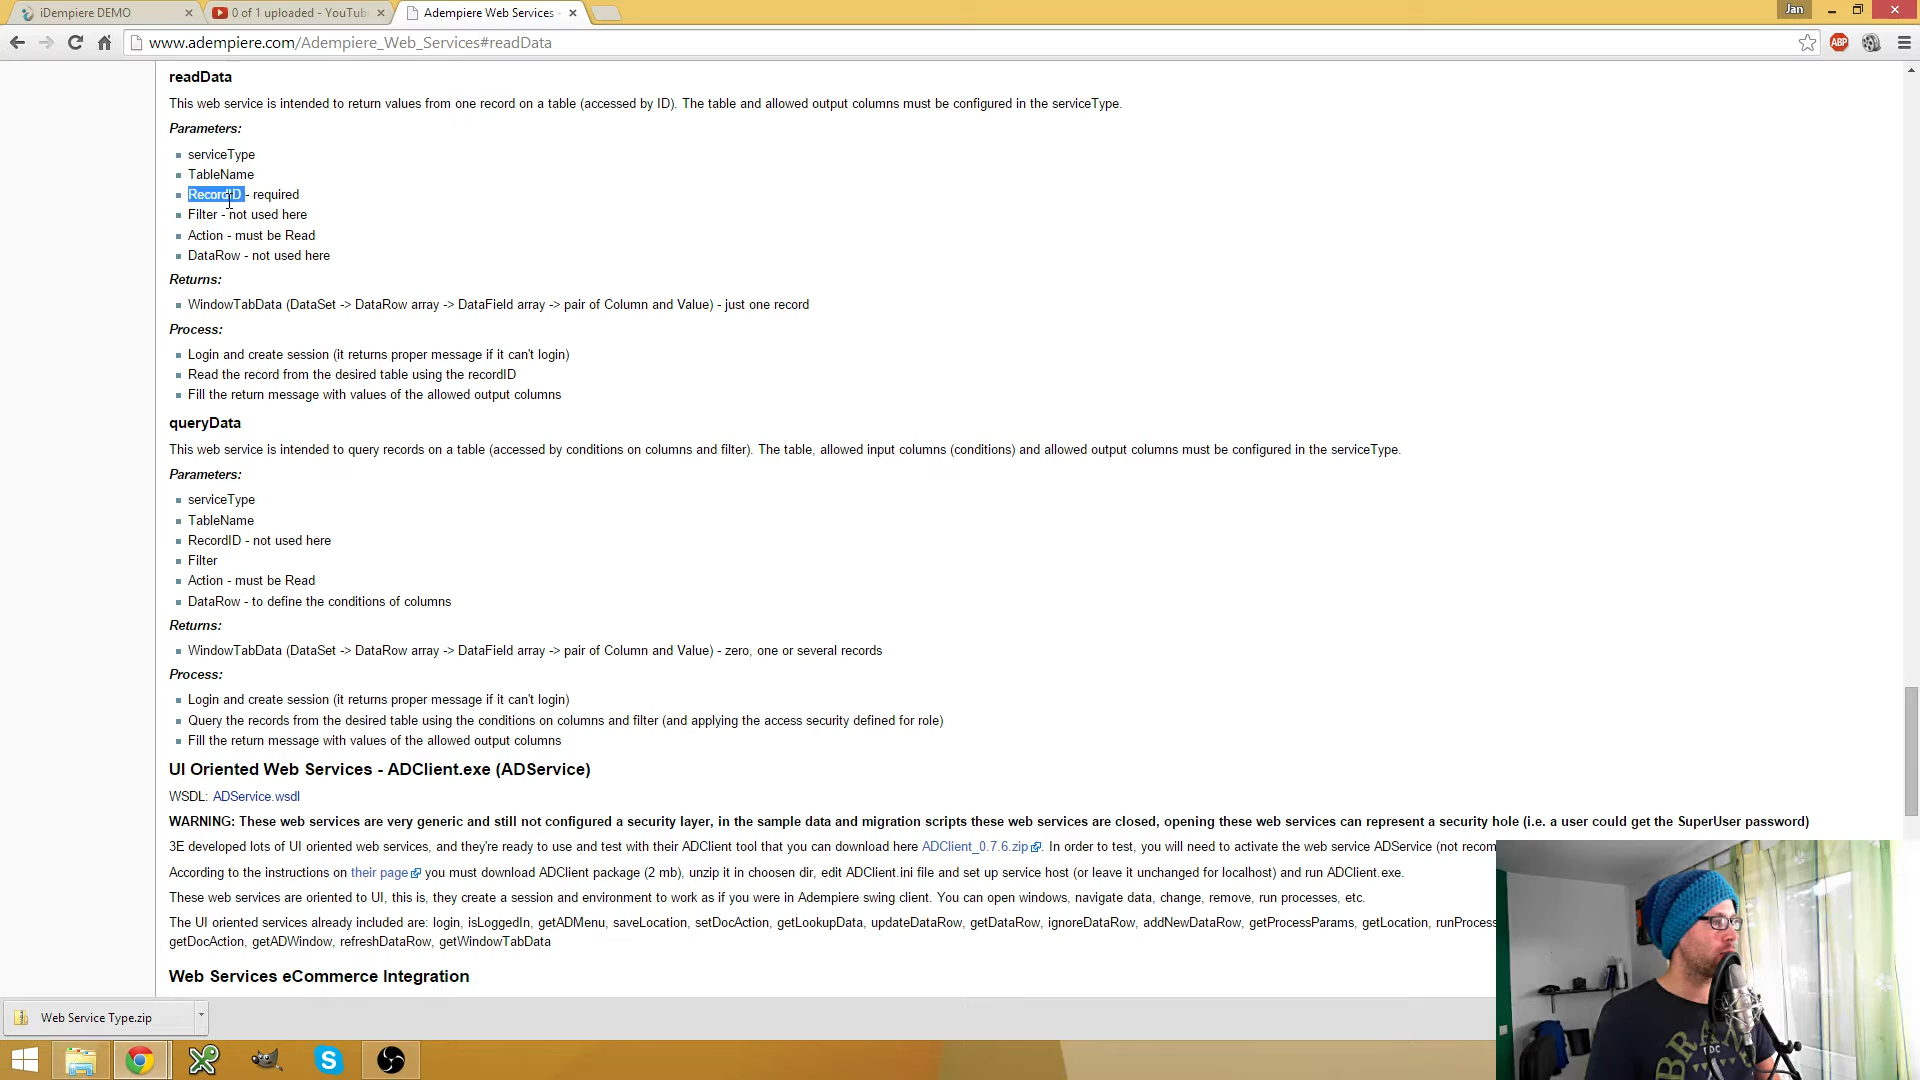 iDempiere DEMO
0 of 1 uploaded - YouTub
Adempiere Web Services -
Jan
www.adempiere.com/Adempiere_Web_Services#readData
ABP
readData
This web service is intended to return values from one record on a table (accessed by ID). The table and allowed output columns must be configured in the serviceType.
Parameters:
serviceType
TableName
RecordID - required
Filter - not used here
Action - must be Read
DataRow - not used here
Returns:
WindowTabData (DataSet -> DataRow array -> DataField array -> pair of Column and Value) - just one record
Process:
Login and create session (it returns proper message if it can't login)
Read the record from the desired table using the recordID
Fill the return message with values of the allowed output columns
queryData
This web service is intended to query records on a table (accessed by conditions on columns and filter). The table, allowed input columns (conditions) and allowed output columns must be configured in the serviceType.
Parameters:
serviceType
TableName
RecordID - not used here
Filter
Action - must be Read
DataRow - to define the conditions of columns
Returns:
WindowTabData (DataSet -> DataRow array -> DataField array -> pair of Column and Value) - zero, one or several records
Process:
Login and create session (it returns proper message if it can't login)
Query the records from the desired table using the conditions on columns and filter (and applying the access security defined for role)
Fill the return message with values of the allowed output columns
UI Oriented Web Services - ADClient.exe (ADService)
WSDL: ADService.wsdl
WARNING: These web services are very generic and still not configured a security layer, in the sample data and migration scripts these web services are closed, opening these web services can represent a security hole (i.e. a user could get the SuperUser password)
3E developed lots of UI oriented web services, and they're ready to use and test with their ADClient tool that you can download here ADClient_0.7.6.zip. In order to test, you will need to activate the web service ADService (not recom
According to the instructions on their page you must download ADClient package (2 mb), unzip it in choosen dir, edit ADClient.ini file and set up service host (or leave it unchanged for localhost) and run ADClient.exe.
These web services are oriented to UI, this is, they create a session and environment to work as if you were in Adempiere swing client. You can open windows, navigate data, change, remove, run processes, etc.
The UI oriented services already included are: login, isLoggedIn, getADMenu, saveLocation, setDocAction, getLookupData, updateDataRow, getDataRow, ignoreDataRow, addNewDataRow, getProcessParams, getLocation, runProcess
getDocAction, getADWindow, refreshDataRow, getWindowTabData
Web Services eCommerce Integration
Web Service Type.zip